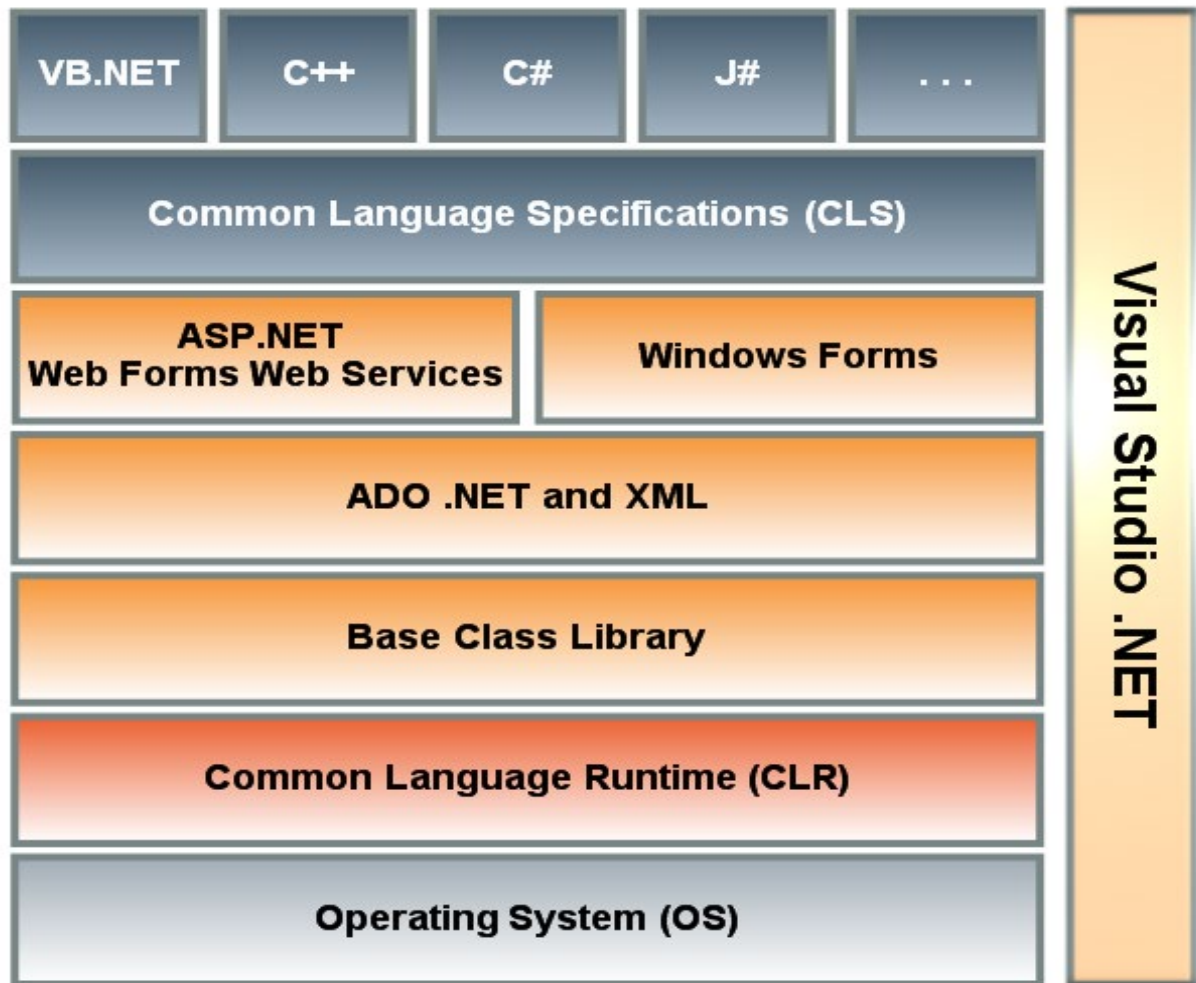 VB.NET
C++
C#
J#
. . .
Common Language Specifications (CLS)
ASP.NET
Web Forms Web Services
Windows Forms
ADO .NET and XML
Base Class Library
Common Language Runtime (CLR)
Operating System (OS)
Visual Studio .NET